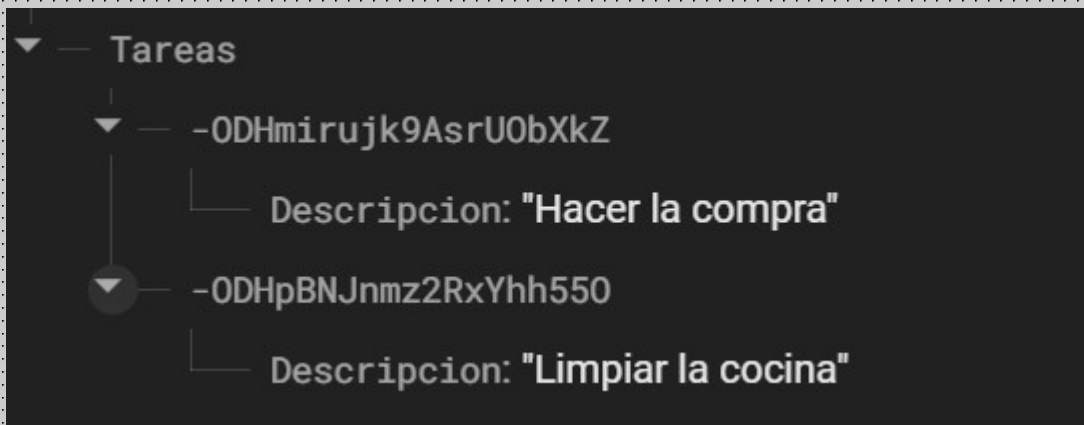 Tareas
-ODHmirujk9AsrUObXkZ
Descripcion: "Hacer la compra"
-ODHpBNJnmz2RxYhh55O
Descripcion: "Limpiar la cocina"